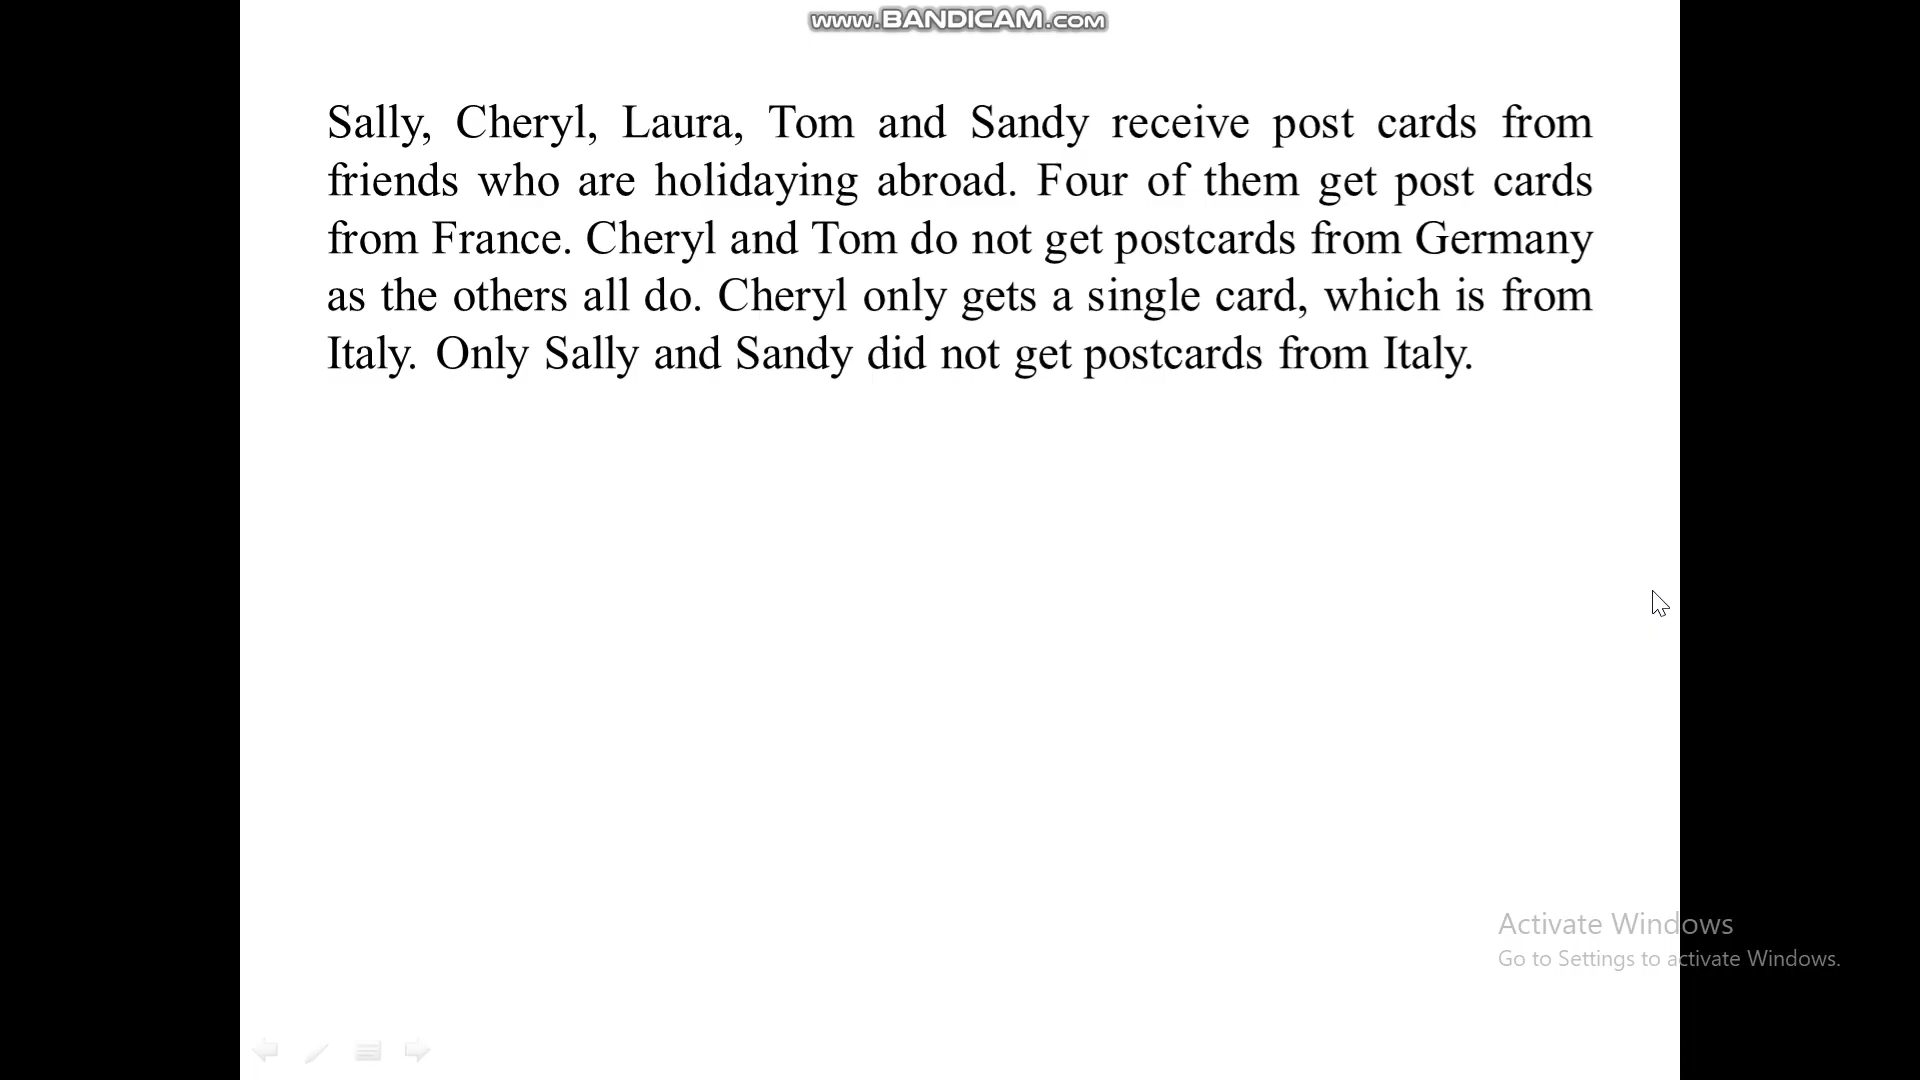 www.BANDICAM.com
Sally, Cheryl, Laura, Tom and Sandy receive post cards from
friends who are holidaying abroad. Four of them get post cards
from France. Cheryl and Tom do not get postcards from Germany
as the others all do. Cheryl only gets a single card, which is from
Italy. Only Sally and Sandy did not get postcards from Italy.
Activate Windows
Go to Settings to activate Windows.